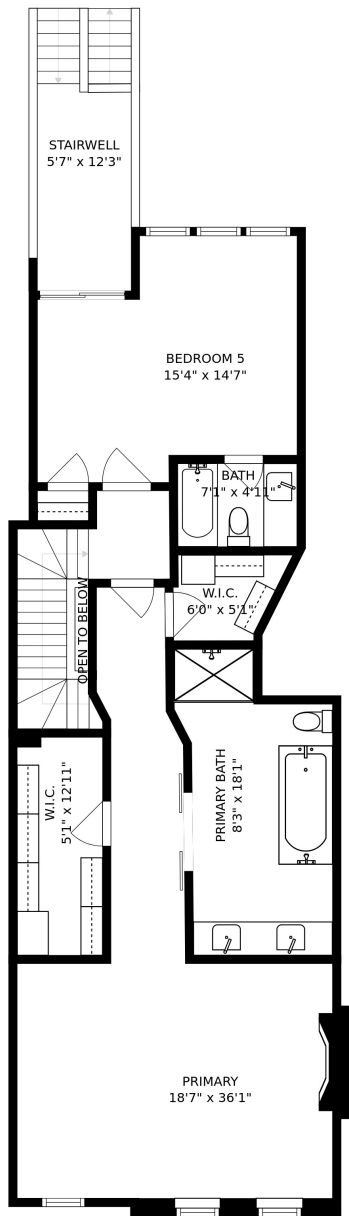 STAIRWELL
5'7" x 12'3"
BEDROOM 5
15'4" x 14'7"
BATH
7'1" x 4'11"
W.I.C.
6'0" x 5'1"
OPEN TO BELOW
PRIMARY BATH
8'3" x 18'1"
W.I.C.
5'1" x 12'11"
PRIMARY
18'7" x 36'1"